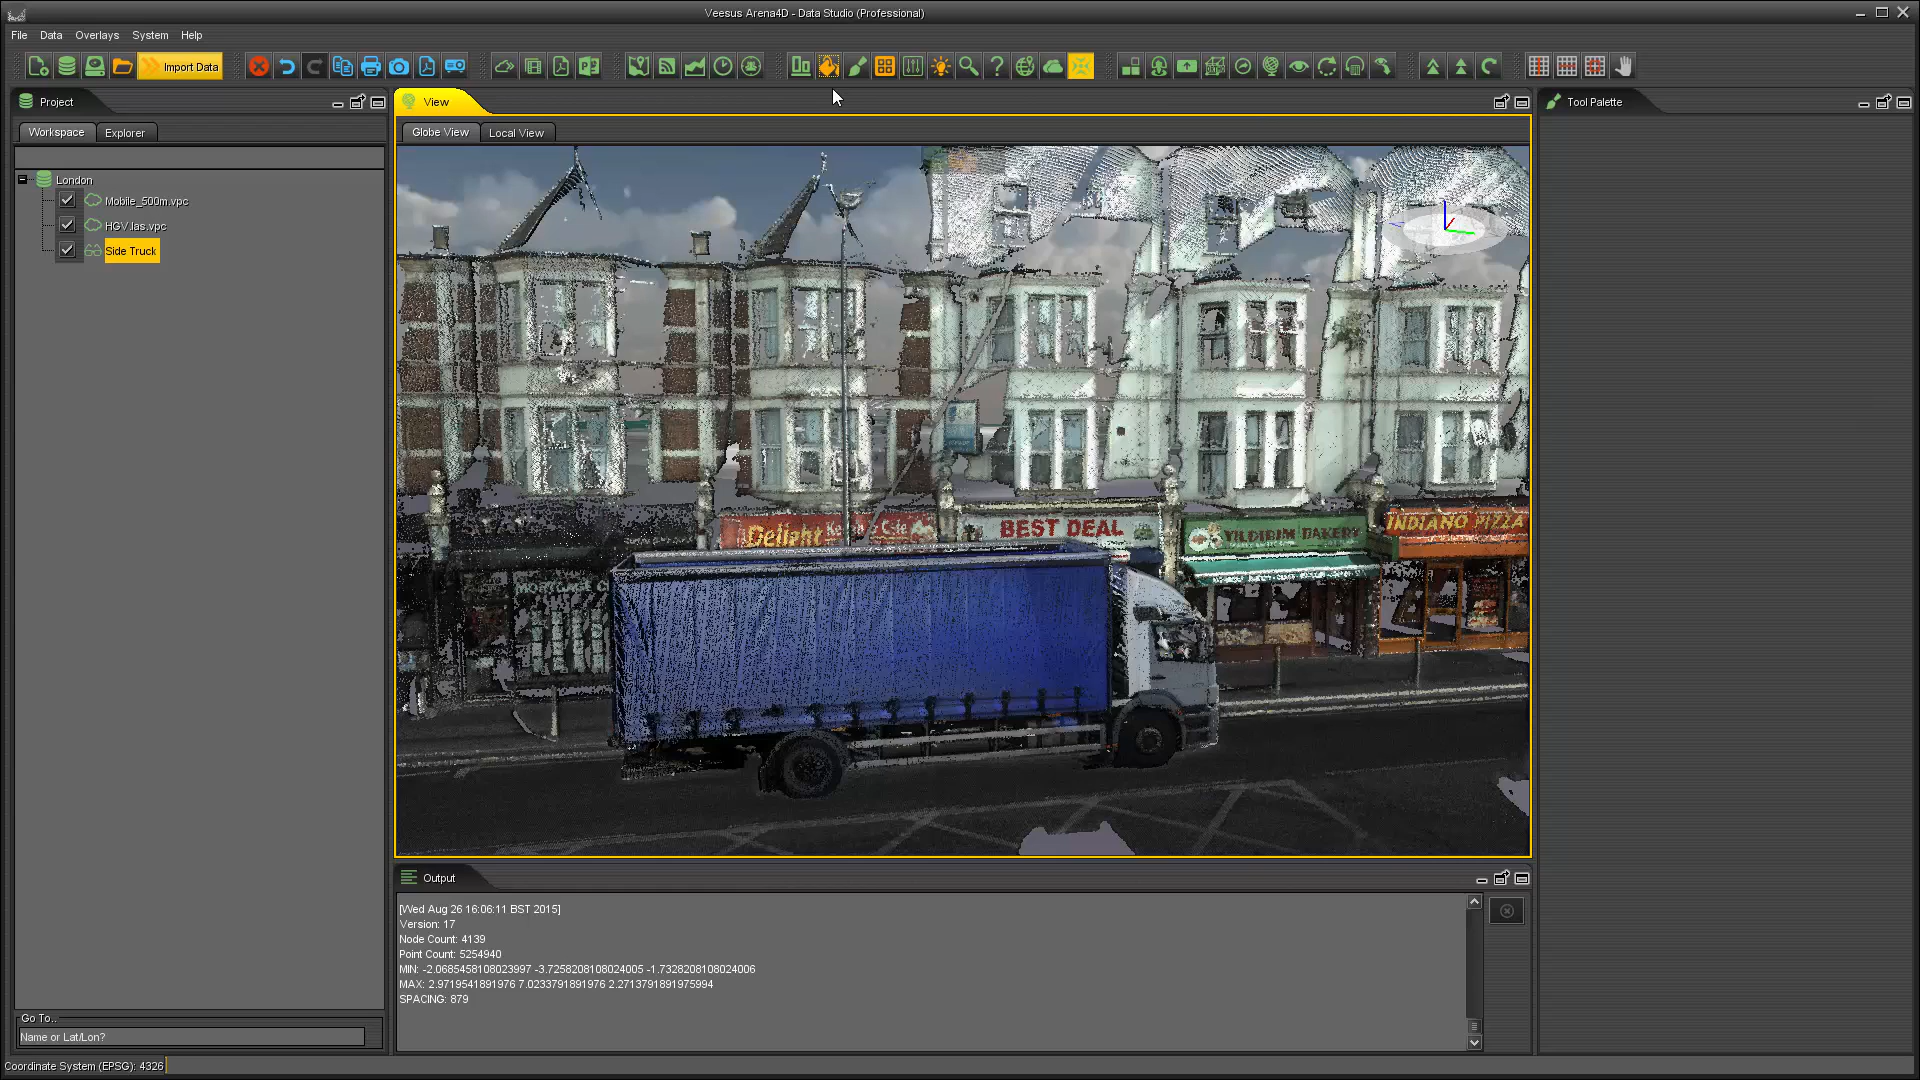 Veesus Arena4D - Data Studio (Professional)
File Data Overlays System Help
Import Data
Project
Workspace Explorer
London
Mobile_500m.vpc
HGV.las.vpc
Side Truck
Go To..
Name or Lat/Lon?
Coordinate System (EPSG): 4326
View
Globe View Local View
Delight
BEST DEAL
YILDIRIM BAKERY
INDIANO PIZZA
Output
[Wed Aug 26 16:06:11 BST 2015]
Version: 17
Node Count: 4139
Point Count: 5254940
MIN: -2.0685458108023997 -3.7258208108024005 -1.7328208108024006
MAX: 2.9719541891976 7.0233791891976 2.2713791891975994
SPACING: 879
Tool Palette